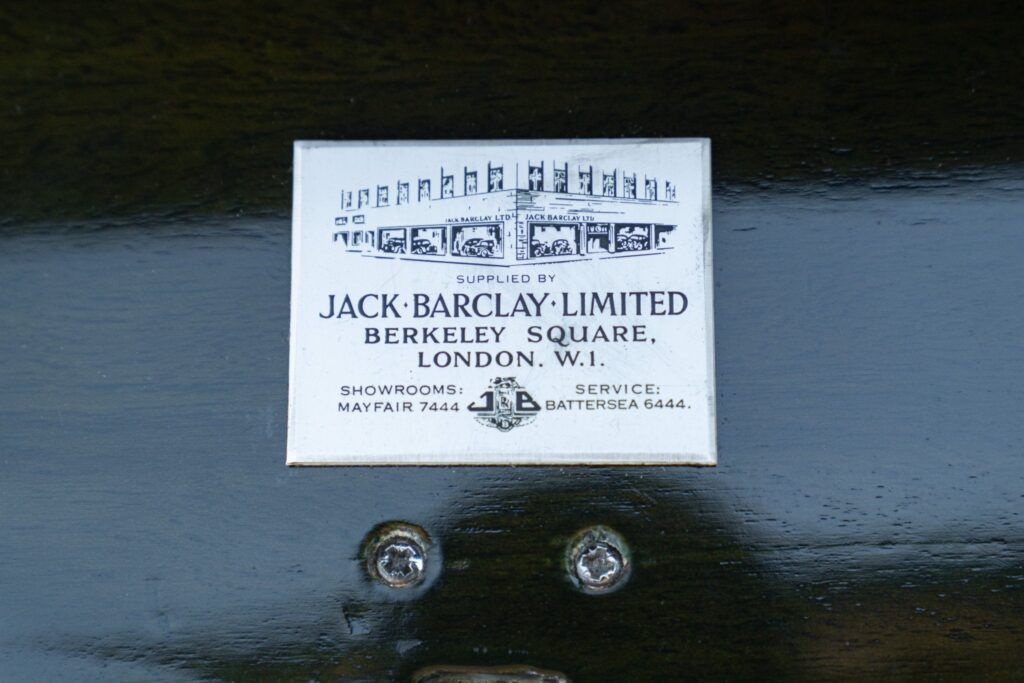 JACK BARCLAY LTD JACK BARCLAY LTD
SUPPLIED BY
JACK·BARCLAY·LIMITED
BERKELEY SQUARE,
LONDON. W.1.
SHOWROOMS: SERVICE:
MAYFAIR 7444 JB BATTERSEA 6444.